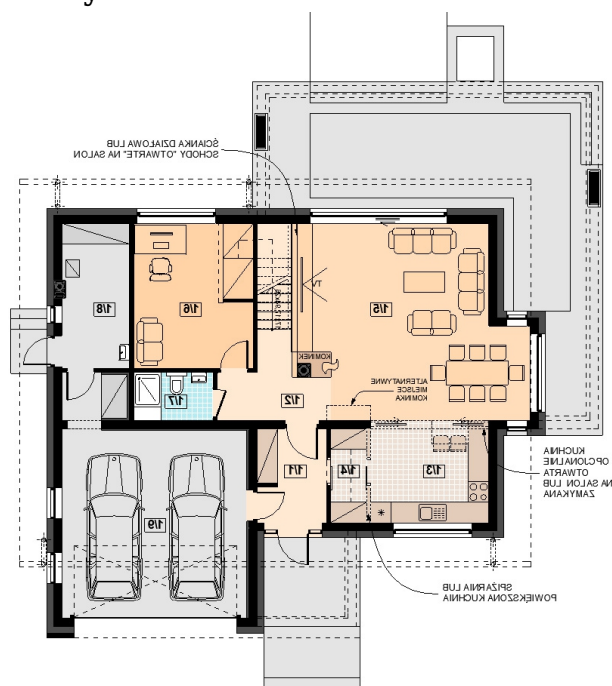 ŚCIANKA DZIAŁOWA LUB
SCHODY "OTWARTE" NA SALON
1/8
1/6
TV
1/5
KOMINEK
ALTERNATYWNE
MIEJSCE
KOMINKA
1/7
1/2
KUCHNIA
OPCJONALNIE
OTWARTA
NA SALON LUB
ZAMYKANA
1/1
1/4
1/3
1/9
SPIŻARNIA LUB
POWIĘKSZONA KUCHNIA